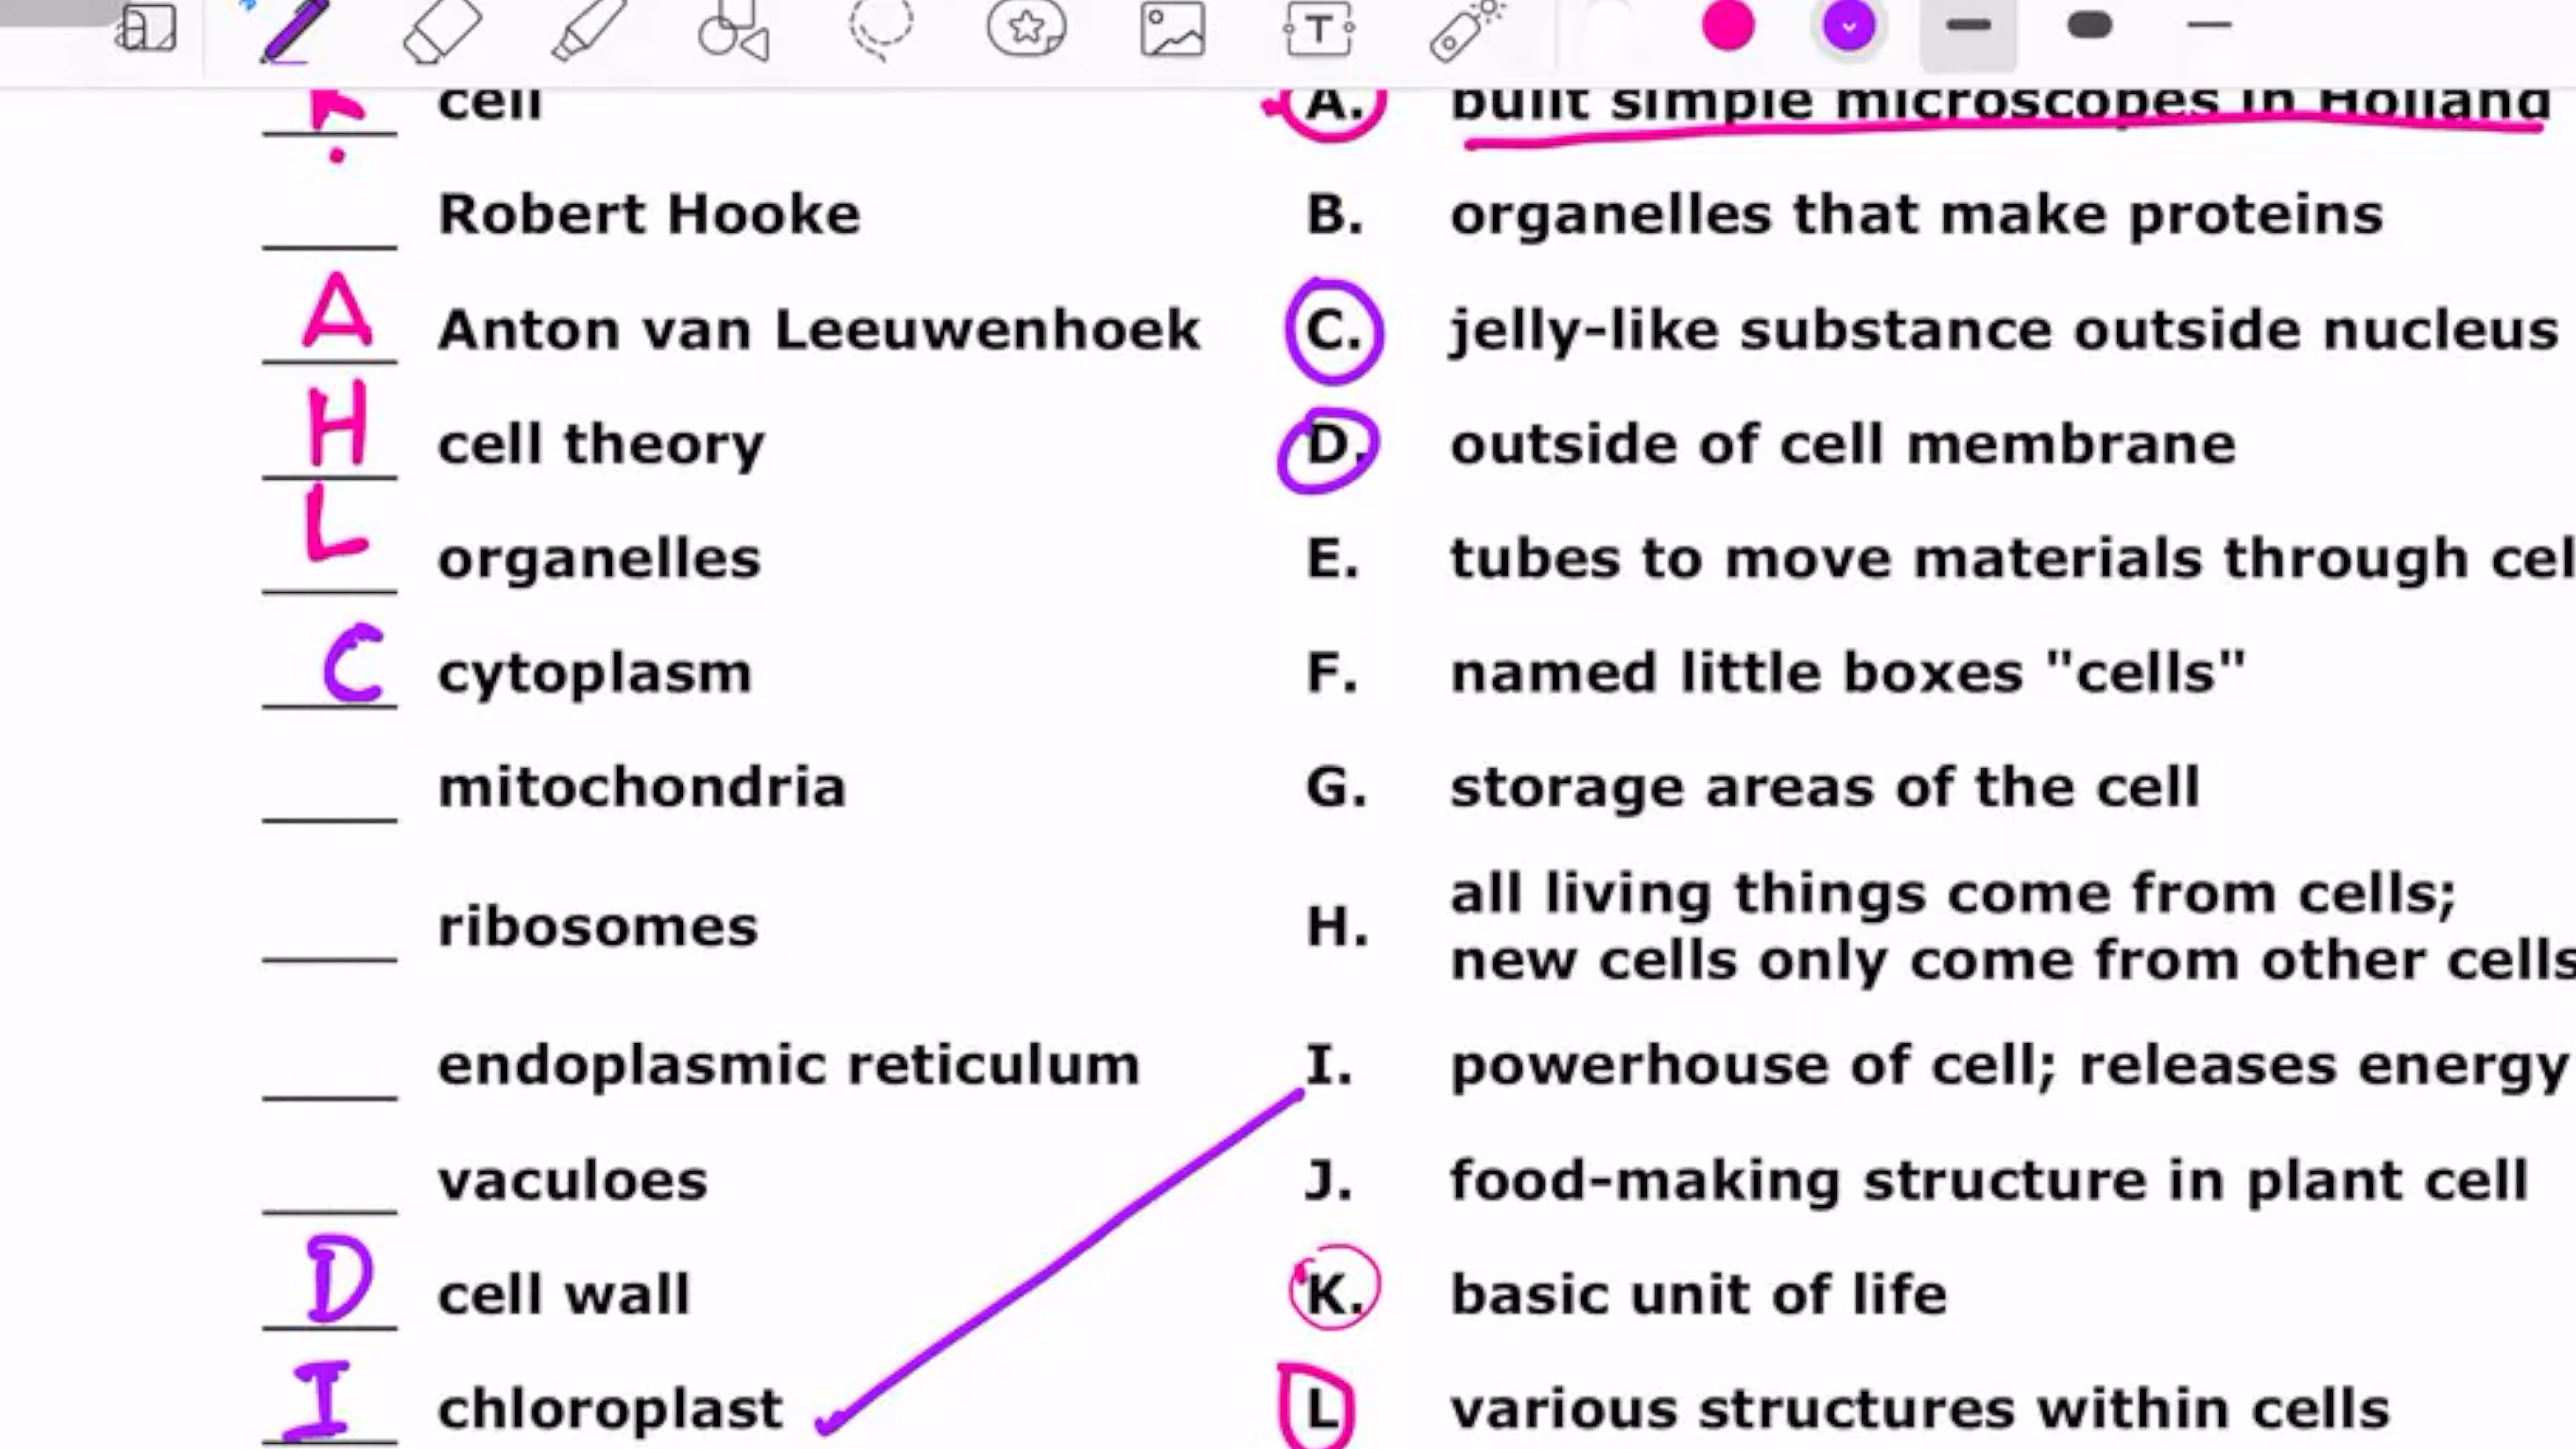 cell A. built simple microscopes in Holland
Robert Hooke B. organelles that make proteins
A Anton van Leeuwenhoek C. jelly-like substance outside nucleus
H cell theory D. outside of cell membrane
L organelles E. tubes to move materials through cel
C cytoplasm F. named little boxes "cells"
mitochondria G. storage areas of the cell
ribosomes H. all living things come from cells;
new cells only come from other cells
endoplasmic reticulum I. powerhouse of cell; releases energy
vaculoes J. food-making structure in plant cell
D cell wall K. basic unit of life
I chloroplast L various structures within cells